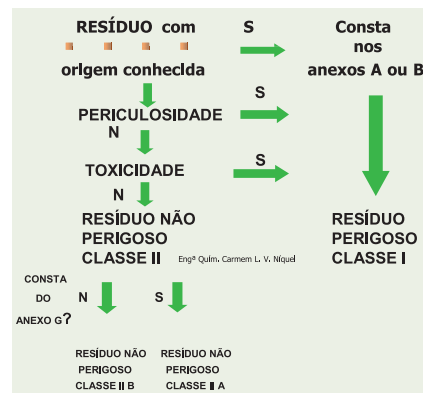 RESÍDUO com
origem conhecida
S
Consta
nos
anexos A ou B
PERICULOSIDADE
S
N
TOXICIDADE
S
N
RESÍDUO NÃO
PERIGOSO
CLASSE II
Engª Quím. Carmem L. V. Níquel
RESÍDUO
PERIGOSO
CLASSE I
CONSTA
DO
ANEXO G?
N
S
RESÍDUO NÃO
PERIGOSO
CLASSE II B
RESÍDUO NÃO
PERIGOSO
CLASSE II A